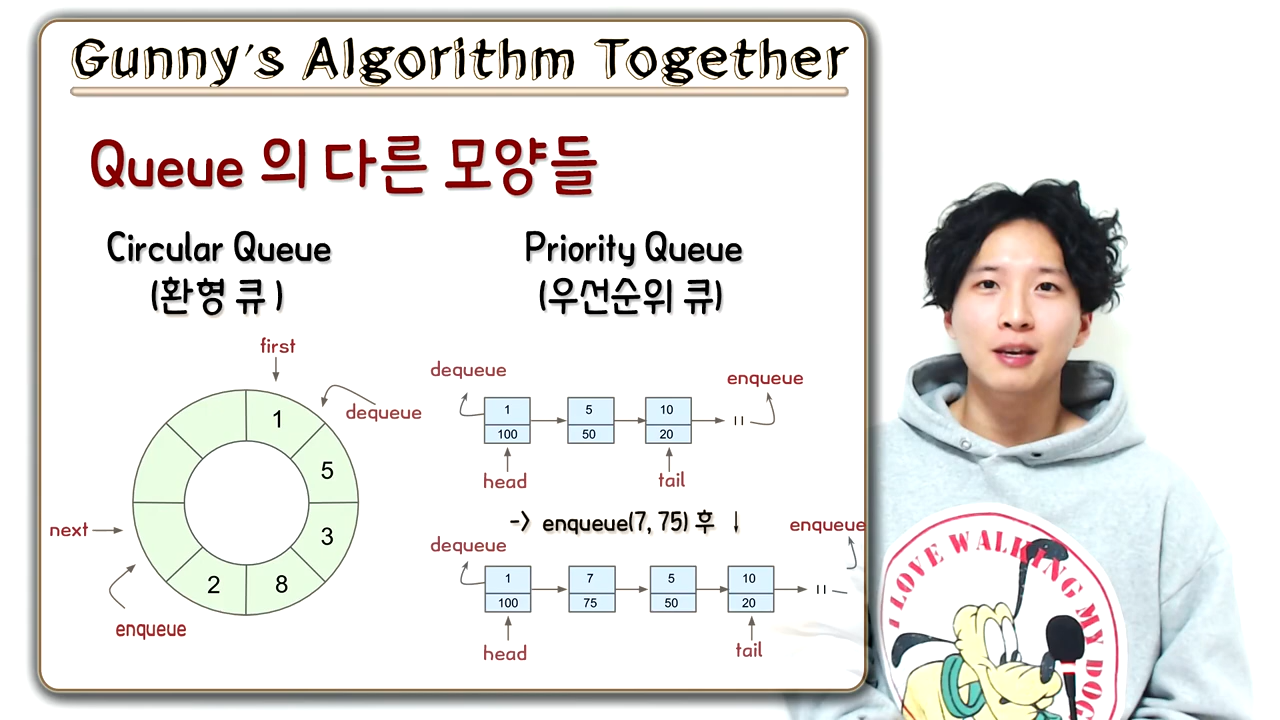 Gunny's Algorithm Together
Queue 의 다른 모양들
Circular Queue
(환형 큐 )
first
dequeue
1
5
3
8
2
next
enqueue
Priority Queue
(우선순위 큐)
dequeue
enqueue
1 5 10
100 50 20
head tail
-> enqueue(7, 75) 후 ↓
dequeue
enqueue
1 7 5 10
100 75 50 20
head tail
I LOVE WALKING MY DOG